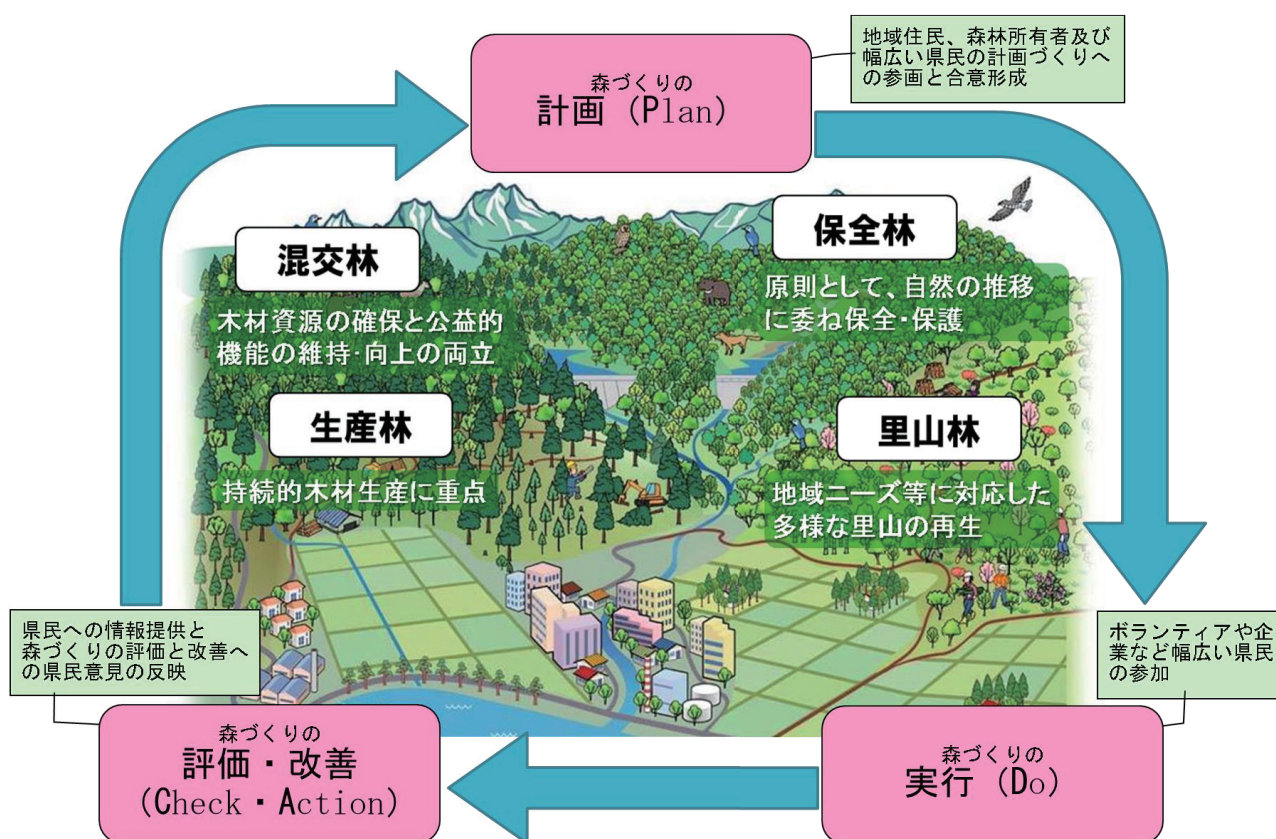 森づくりの
計画（Plan）
地域住民、森林所有者及び
幅広い県民の計画づくりへ
の参画と合意形成
混交林
木材資源の確保と公益的
機能の維持・向上の両立
保全林
原則として、自然の推移
に委ね保全・保護
生産林
持続的木材生産に重点
里山林
地域ニーズ等に対応した
多様な里山の再生
県民への情報提供と
森づくりの評価と改善へ
の県民意見の反映
ボランティアや企
業など幅広い県民
の参加
森づくりの
評価・改善
（Check・Action）
森づくりの
実行（Do）